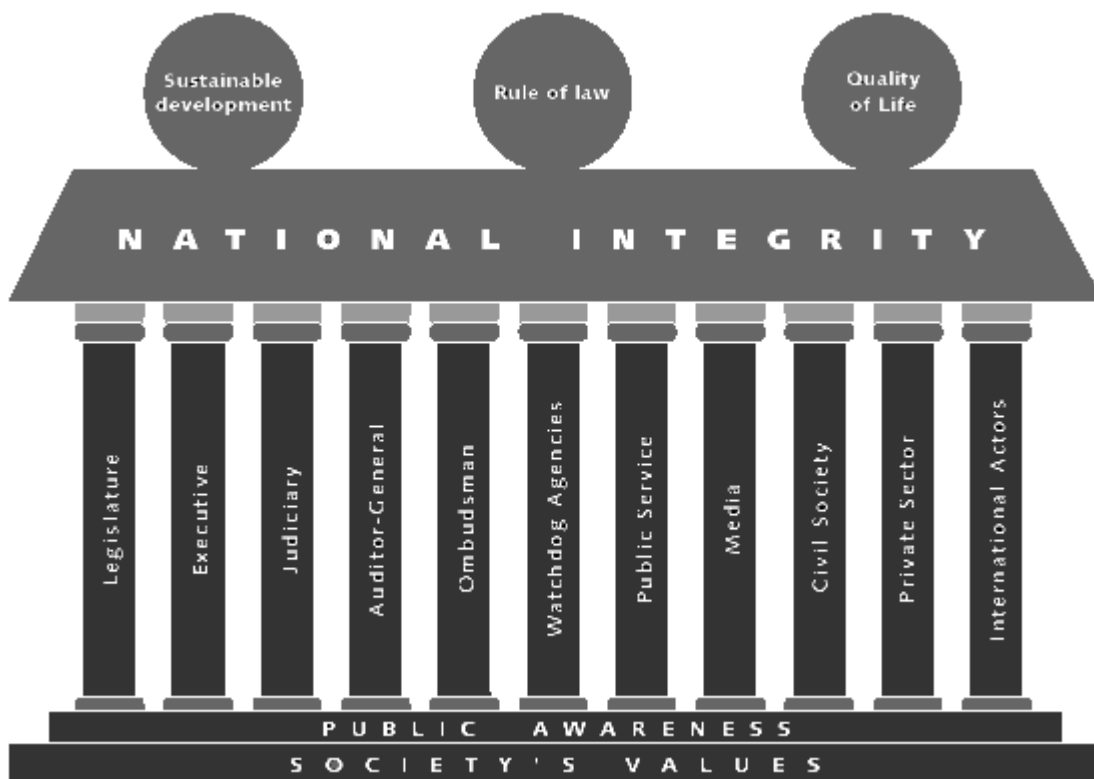 Sustainable
development
Rule of law
Quality
of Life
NATIONAL INTEGRITY
Legislature
Executive
Judiciary
Auditor-General
Ombudsman
Watchdog Agencies
Public Service
Media
Civil Society
Private Sector
International Actors
PUBLIC AWARENESS
SOCIETY'S VALUES